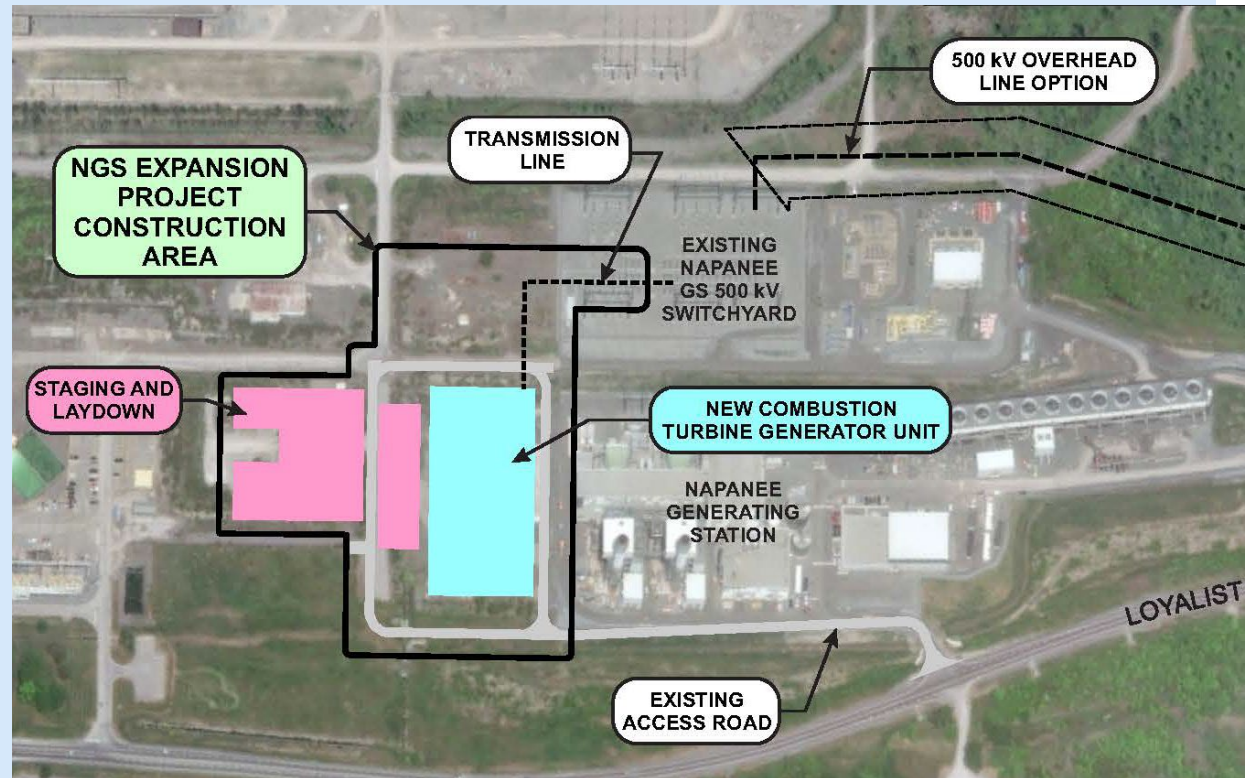 500 kV OVERHEAD
LINE OPTION
TRANSMISSION
LINE
NGS EXPANSION
PROJECT
CONSTRUCTION
AREA
EXISTING
NAPANEE
GS 500 kV
SWITCHYARD
STAGING AND
LAYDOWN
NEW COMBUSTION
TURBINE GENERATOR UNIT
NAPANEE
GENERATING
STATION
LOYALIST
EXISTING
ACCESS ROAD